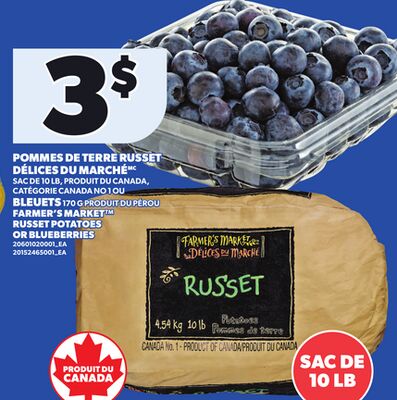 3$
POMMES DE TERRE RUSSET
DÉLICES DU MARCHÉᴹᶜ
SAC DE 10 LB, PRODUIT DU CANADA,
CATÉGORIE CANADA NO 1 OU
BLEUETS 170 G PRODUIT DU PÉROU
FARMER'S MARKET™
RUSSET POTATOES
OR BLUEBERRIES
20601020001_EA
20152465001_EA
FARMER'S MARKET
DÉLICES DU MARCHÉ
RUSSET
4.54 kg 10 lb
Potatoes
Pommes de terre
CANADA No. 1 - PRODUCT OF CANADA/PRODUIT DU CANADA
PRODUIT DU
CANADA
SAC DE
10 LB